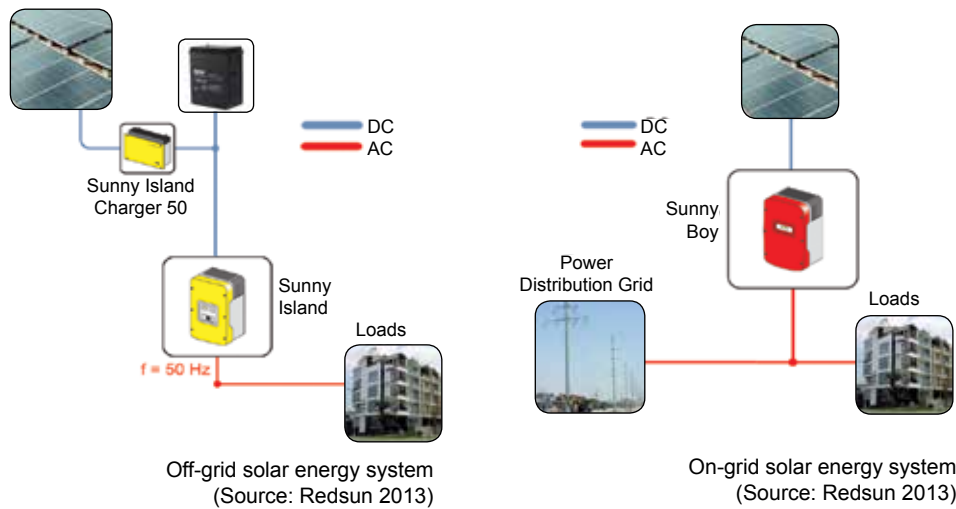 DC
AC
Sunny Island
Charger 50
Sunny
Island
Loads
f = 50 Hz
Off-grid solar energy system
(Source: Redsun 2013)
DC
AC
Sunny
Boy
Power
Distribution Grid
Loads
On-grid solar energy system
(Source: Redsun 2013)